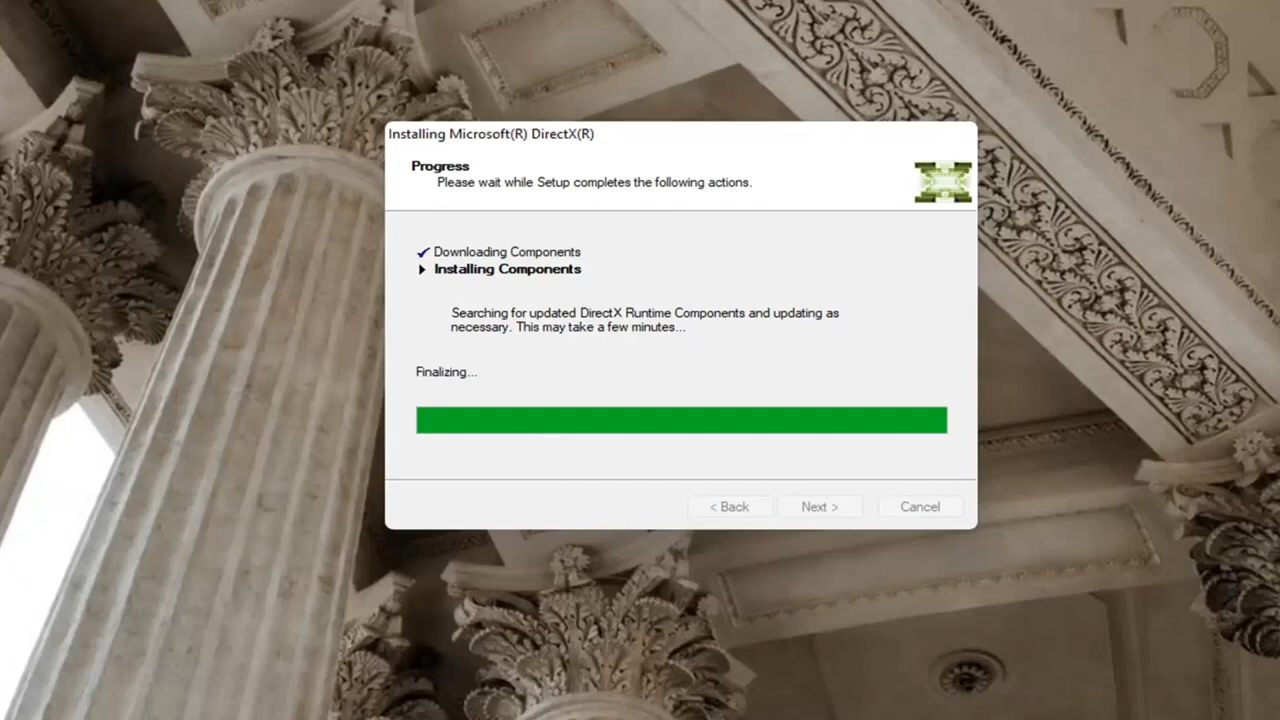 Installing Microsoft(R) DirectX(R)
Progress
Please wait while Setup completes the following actions.
Downloading Components
Installing Components
Searching for updated DirectX Runtime Components and updating as
necessary. This may take a few minutes...
Finalizing...
< Back
Next >
Cancel